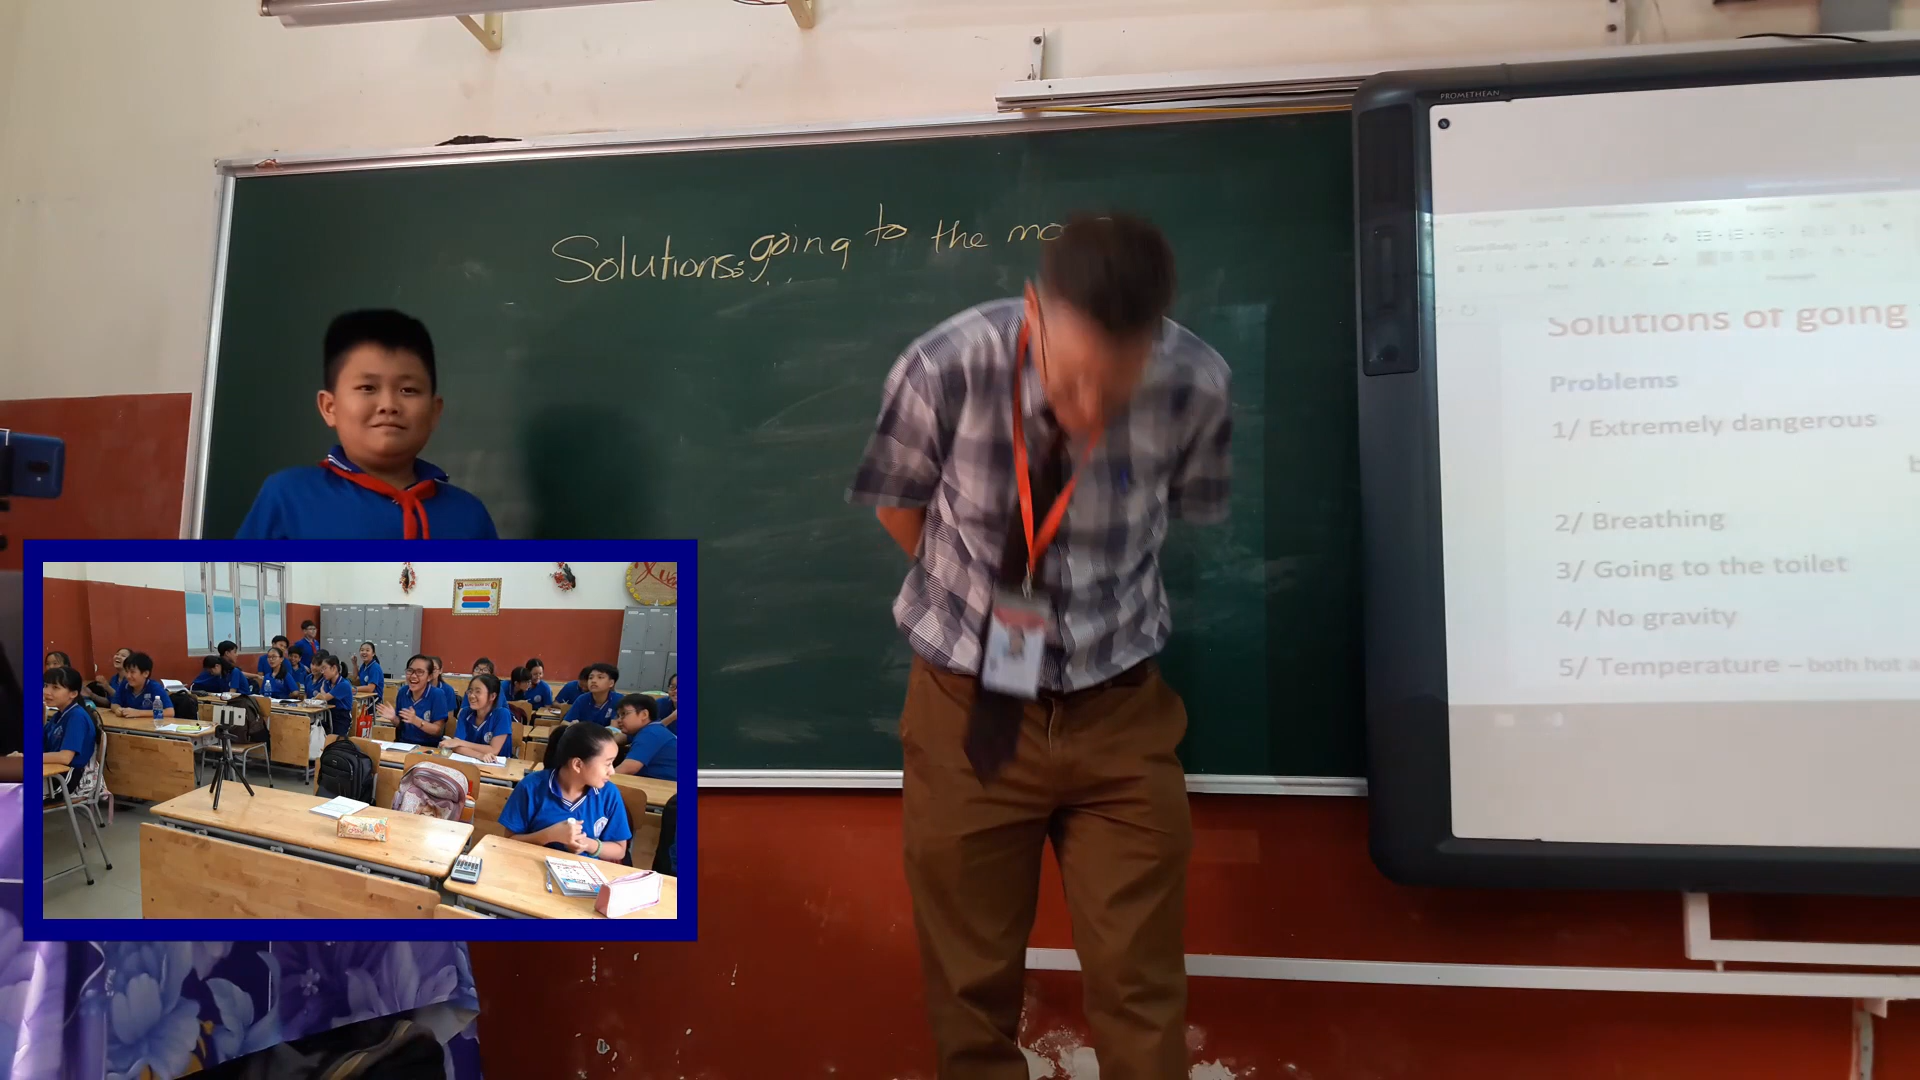 Solutions: going to the mo
PROMETHEAN
Solutions of going
Problems
1/ Extremely dangerous
2/ Breathing
3/ Going to the toilet
4/ No gravity
5/ Temperature – both hot a